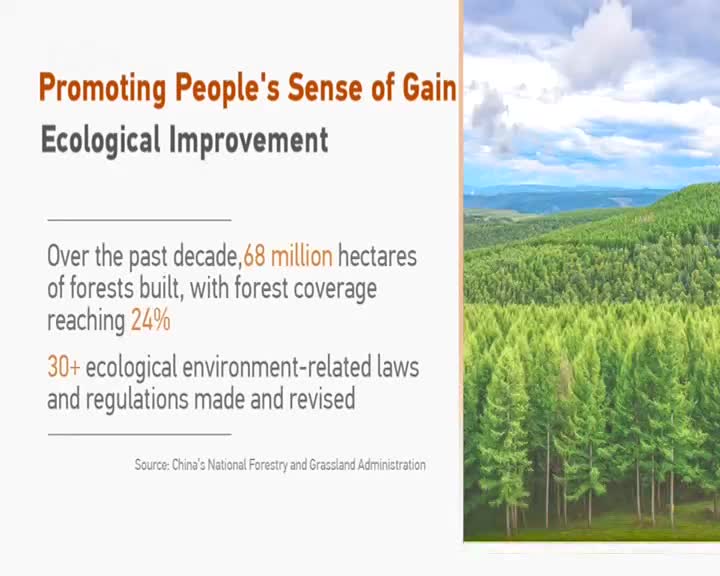 Promoting People's Sense of Gain
Ecological Improvement
Over the past decade,68 million hectares
of forests built, with forest coverage
reaching 24%
30+ ecological environment-related laws
and regulations made and revised
Source: China's National Forestry and Grassland Administration